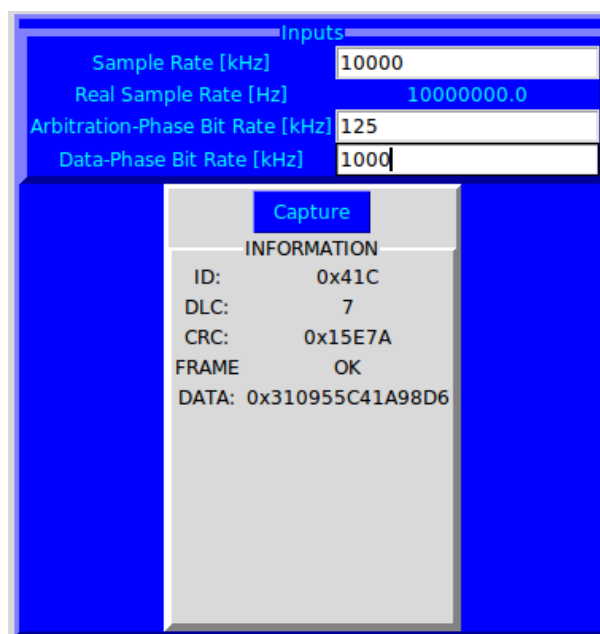 Inputs
Sample Rate [kHz] 10000
Real Sample Rate [Hz] 10000000.0
Arbitration-Phase Bit Rate [kHz] 125
Data-Phase Bit Rate [kHz] 1000
Capture
INFORMATION
ID: 0x41C
DLC: 7
CRC: 0x15E7A
FRAME OK
DATA: 0x310955C41A98D6